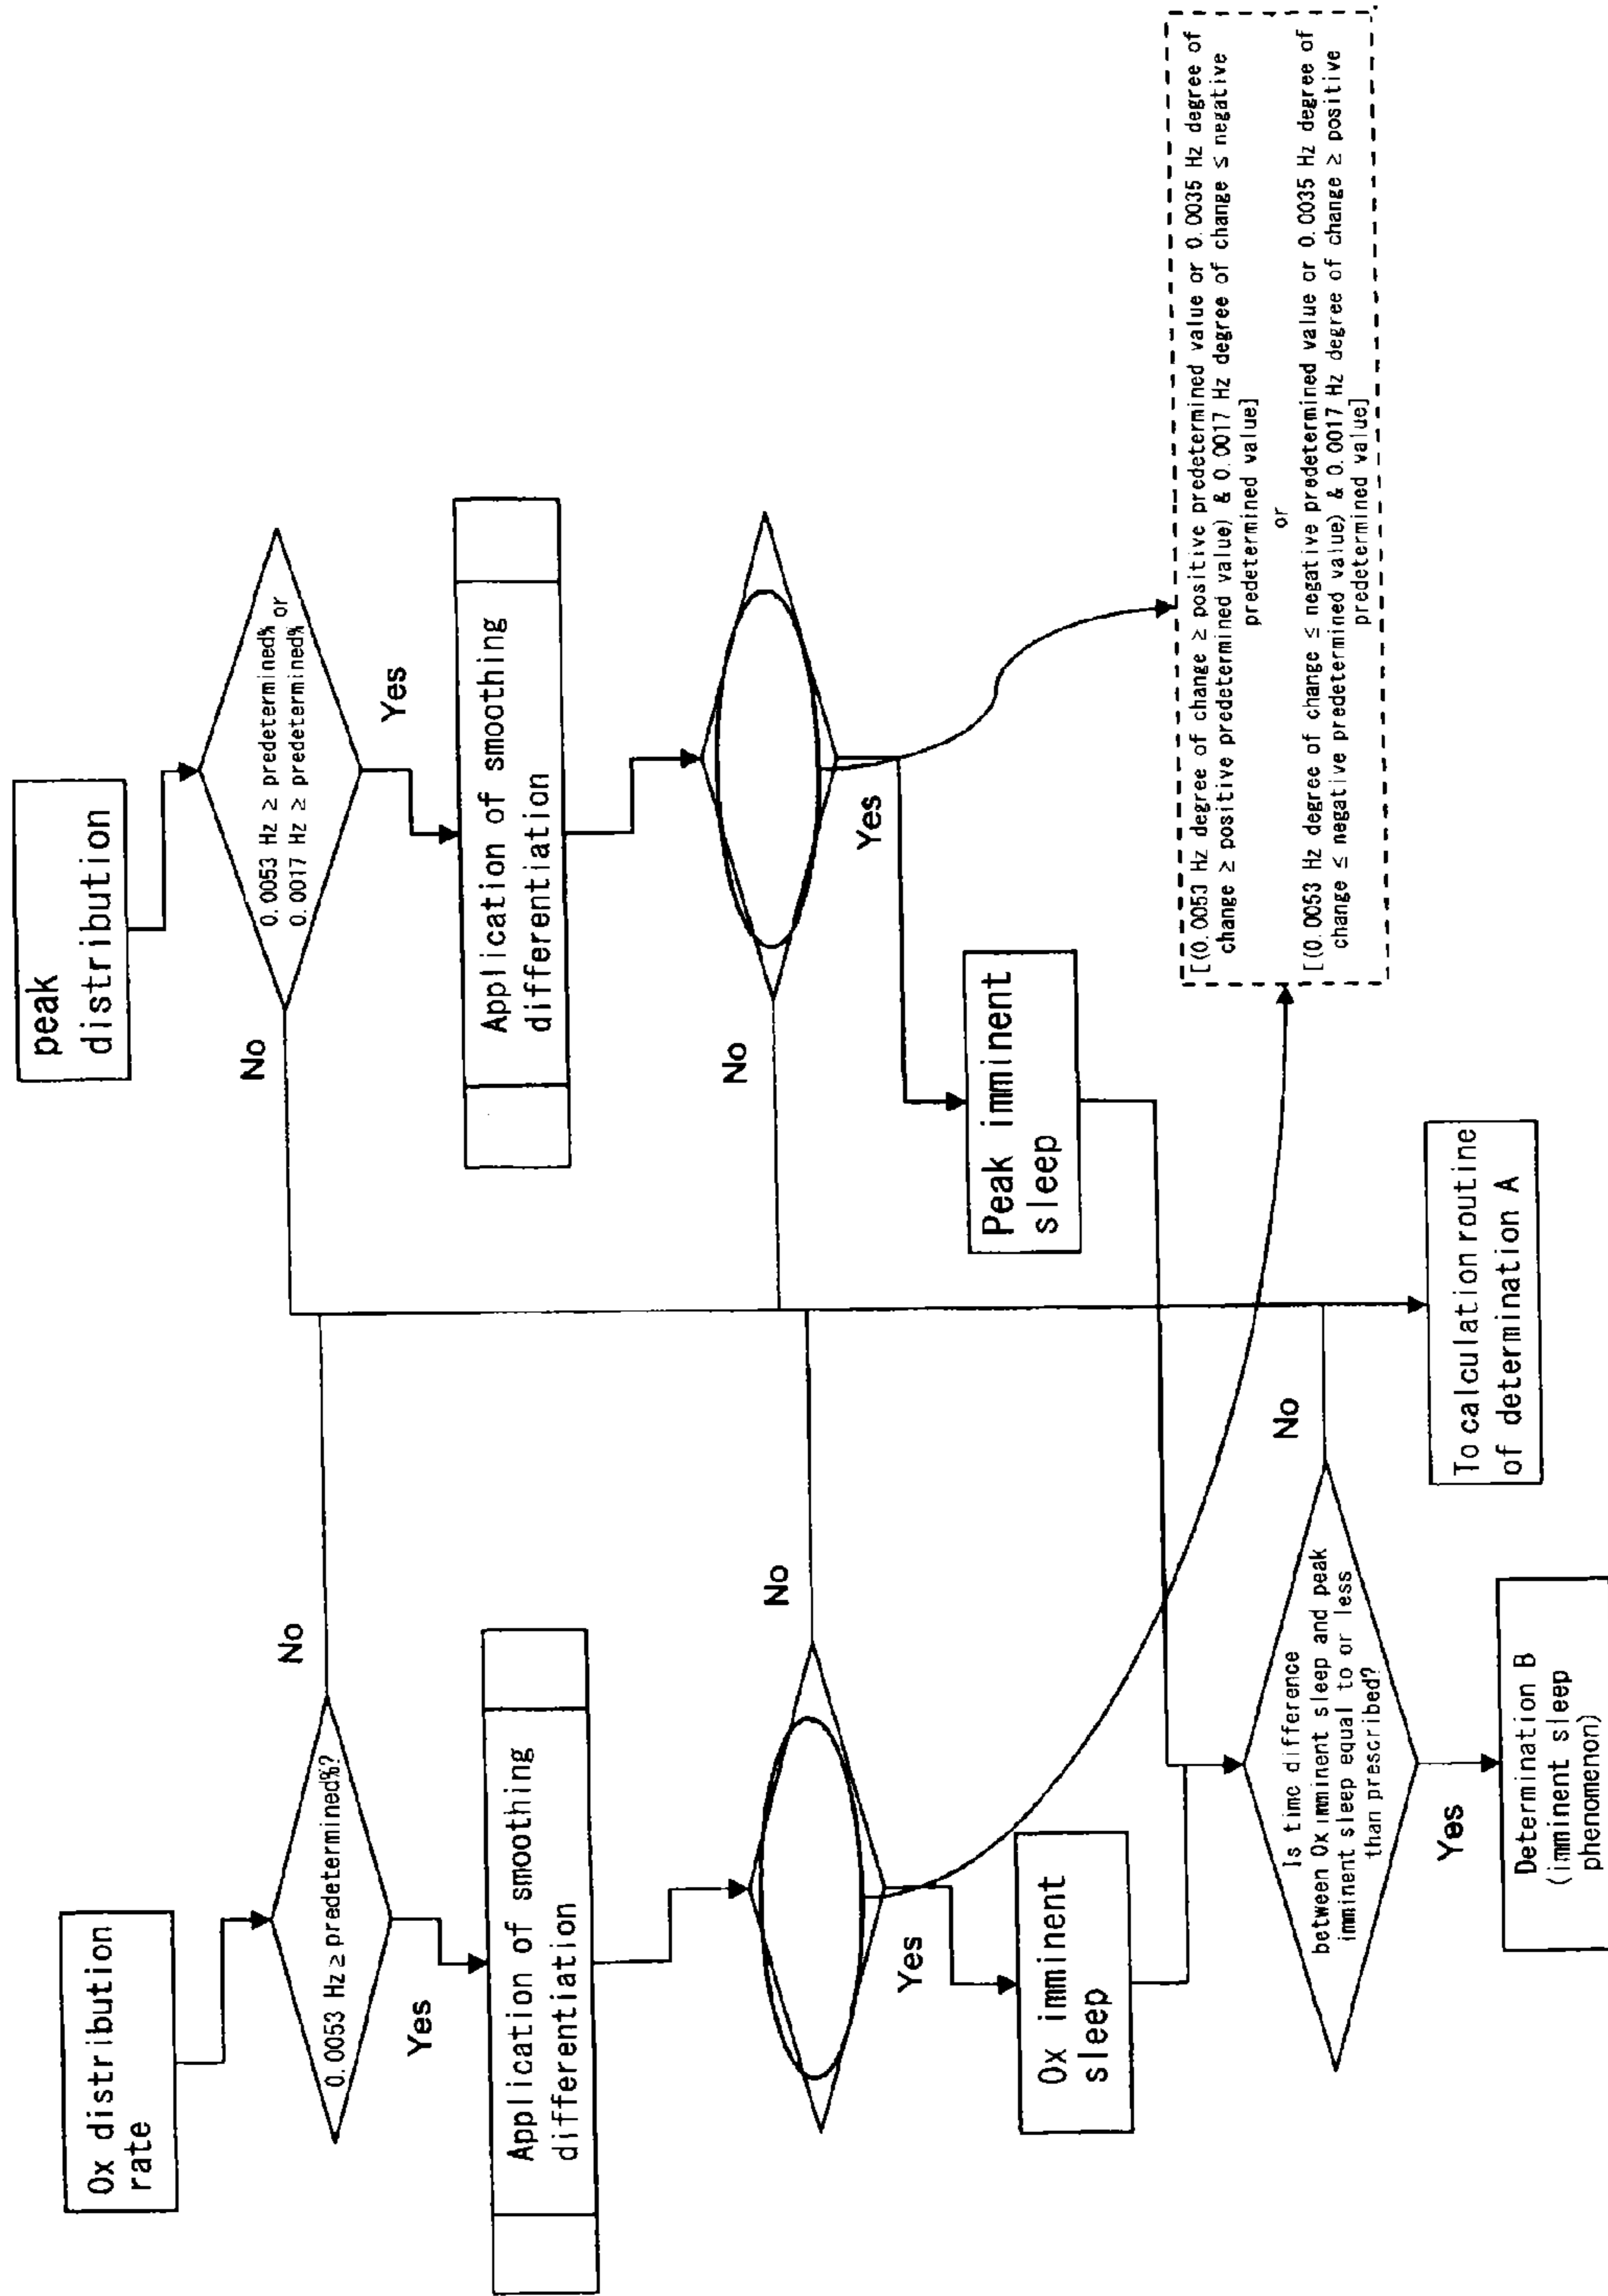 Ox distribution
rate
peak
distribution
0.0053 Hz ≥ predetermined%?
No
Yes
0.0053 Hz ≥ predetermined% or
0.0017 Hz ≥ predetermined%
No
Yes
Application of smoothing
differentiation
Application of smoothing
differentiation
No
Yes
No
Yes
Ox imminent
sleep
Peak imminent
sleep
[(0.0053 Hz degree of change ≥ positive predetermined value or 0.0035 Hz degree of
change ≥ positive predetermined value) & 0.0017 Hz degree of change ≤ negative
predetermined value]
or
[(0.0053 Hz degree of change ≤ negative predetermined value or 0.0035 Hz degree of
change ≤ negative predetermined value) & 0.0017 Hz degree of change ≥ positive
predetermined value]
Is time difference
between Ox imminent sleep and peak
imminent sleep equal to or less
than prescribed?
No
Yes
To calculation routine
of determination A
Determination B
(imminent sleep
phenomenon)